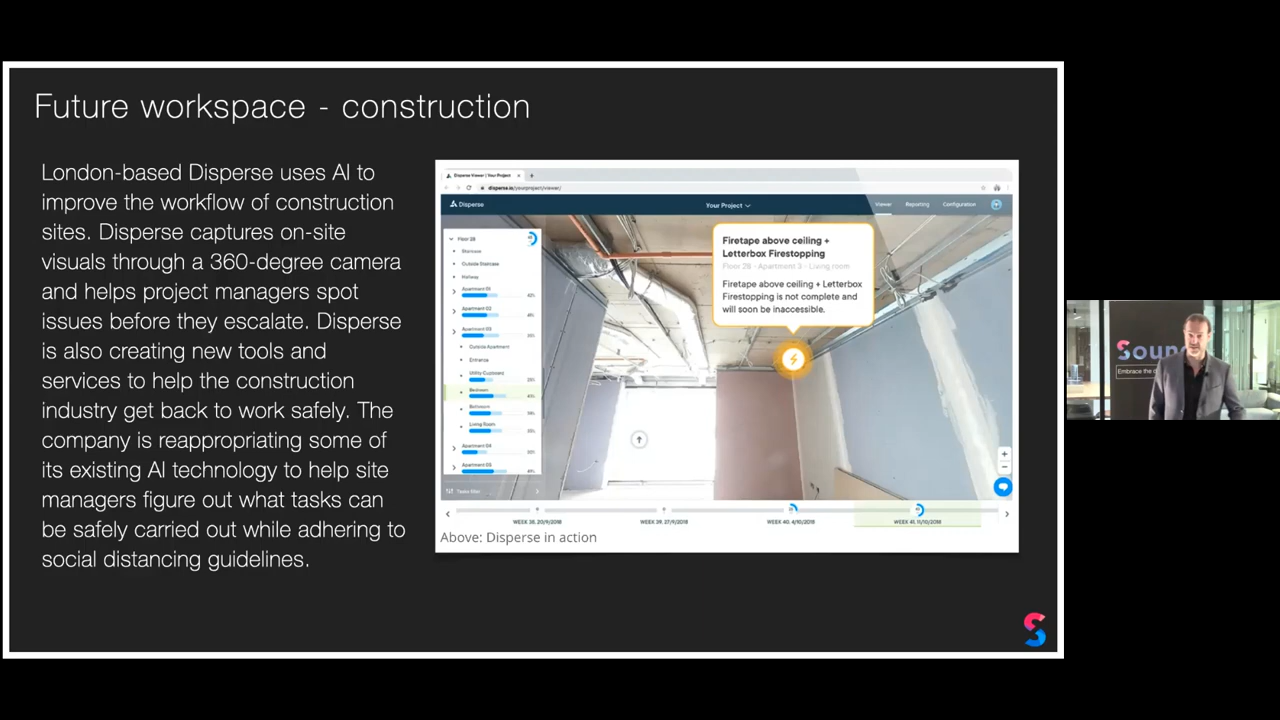 Future workspace - construction
London-based Disperse uses AI to
improve the workflow of construction
sites. Disperse captures on-site
visuals through a 360-degree camera
and helps project managers spot
issues before they escalate. Disperse
is also creating new tools and
services to help the construction
industry get back to work safely. The
company is reappropriating some of
its existing AI technology to help site
managers figure out what tasks can
be safely carried out while adhering to
social distancing guidelines.
Disperse Viewer | Your Project
disperse.io/yourproject/viewer/
Disperse
Your Project
Viewer
Reporting
Configuration
Floor 28
Staircase
Outside Staircase
Hallway
Apartment 01
Apartment 02
Apartment 03
Outside Apartment
Entrance
Utility Cupboard
Bedroom
Bathroom
Living Room
Apartment 04
Apartment 05
Tasks filter
Firetape above ceiling +
Letterbox Firestopping
Floor 28 - Apartment 3 - Living room
Firetape above ceiling + Letterbox
Firestopping is not complete and
will soon be inaccessible.
WEEK 38, 20/9/2018
WEEK 39, 27/9/2018
WEEK 40, 4/10/2018
WEEK 41, 11/10/2018
Above: Disperse in action
Soun
Embrace the